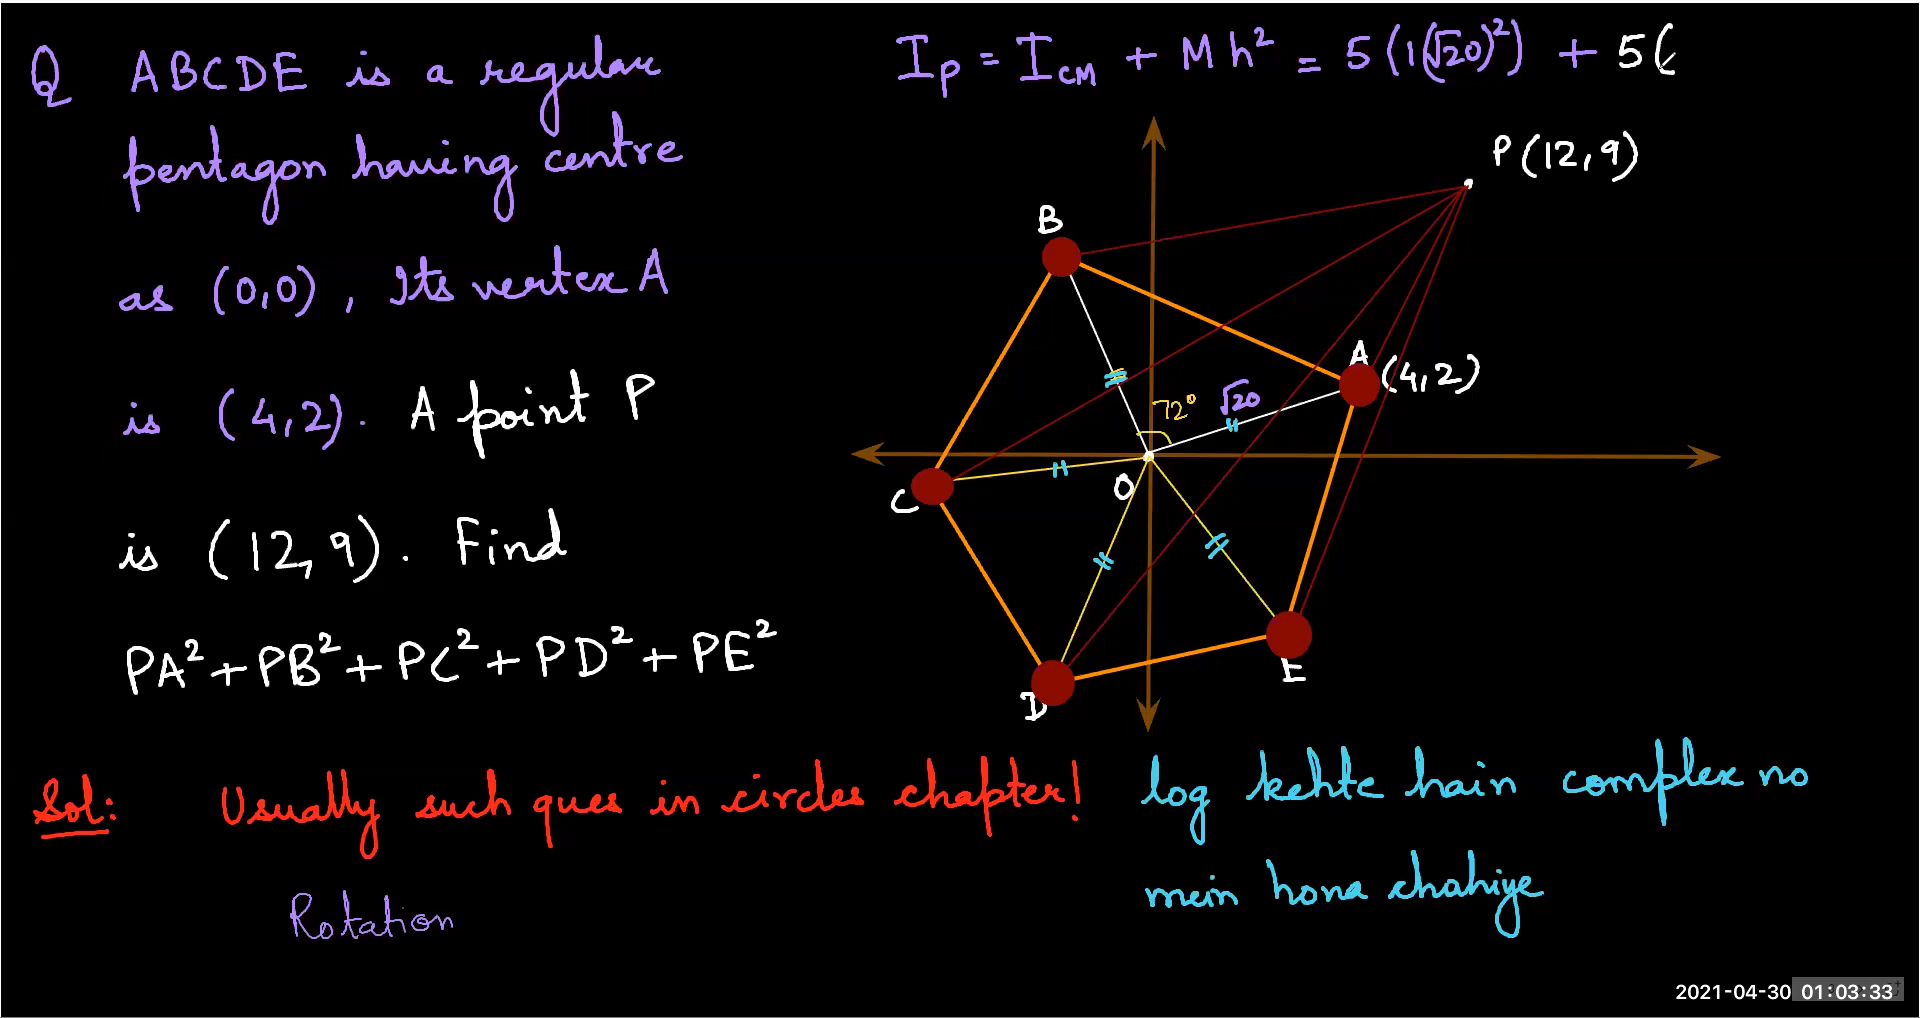 Q ABCDE is a regular
pentagon having centre
as (0,0), Its vertex A
is (4,2). A point P
is (12,9). Find
PA² + PB² + PC² + PD² + PE²
I_P = I_CM + M h² = 5 (1(√20)²) + 5(
P(12,9)
B
A
(4,2)
√20
72°
O
C
E
D
Sol: Usually such ques in circles chapter! log kehte hain complex no
mein hona chahiye
Rotation
2021-04-30 01:03:33